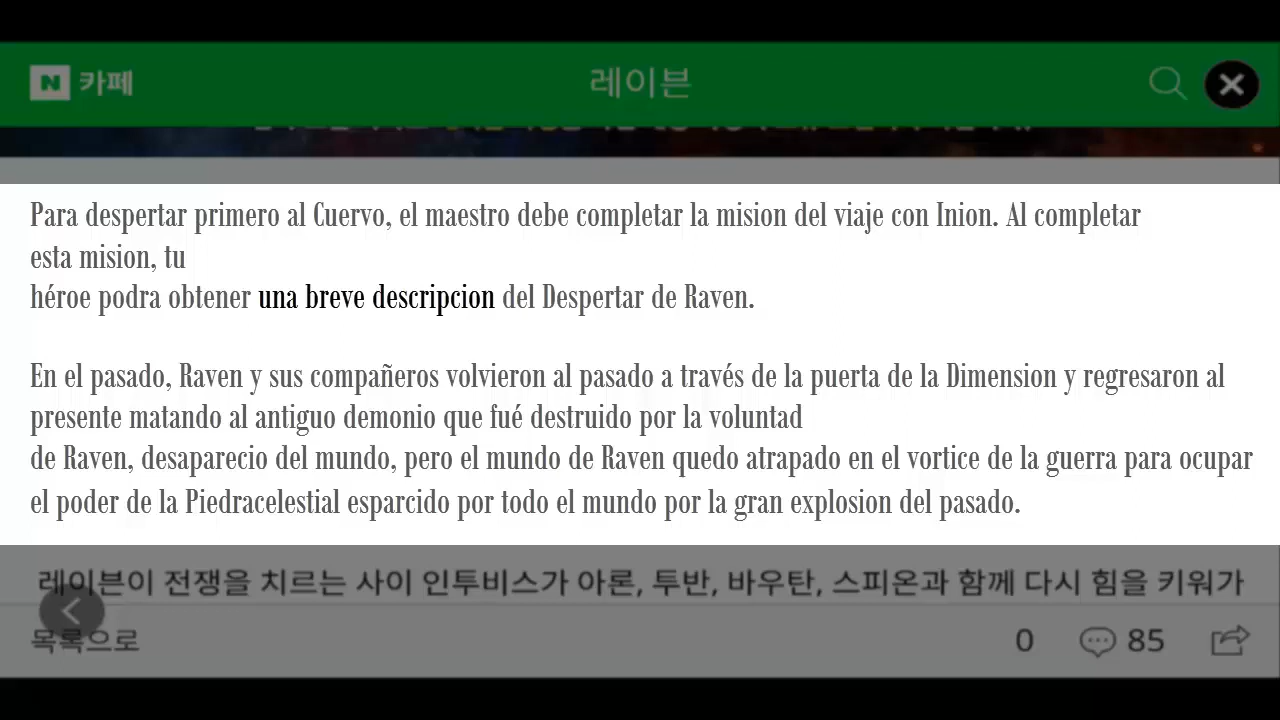 N 카페
레이븐
Para despertar primero al Cuervo, el maestro debe completar la mision del viaje con Inion. Al completar
esta mision, tu
héroe podra obtener una breve descripcion del Despertar de Raven.
En el pasado, Raven y sus compañeros volvieron al pasado a través de la puerta de la Dimension y regresaron al
presente matando al antiguo demonio que fué destruido por la voluntad
de Raven, desaparecio del mundo, pero el mundo de Raven quedo atrapado en el vortice de la guerra para ocupar
el poder de la Piedracelestial esparcido por todo el mundo por la gran explosion del pasado.
레이븐이 전쟁을 치르는 사이 인투비스가 아론, 투반, 바우탄, 스피온과 함께 다시 힘을 키워가
목록으로
0
85